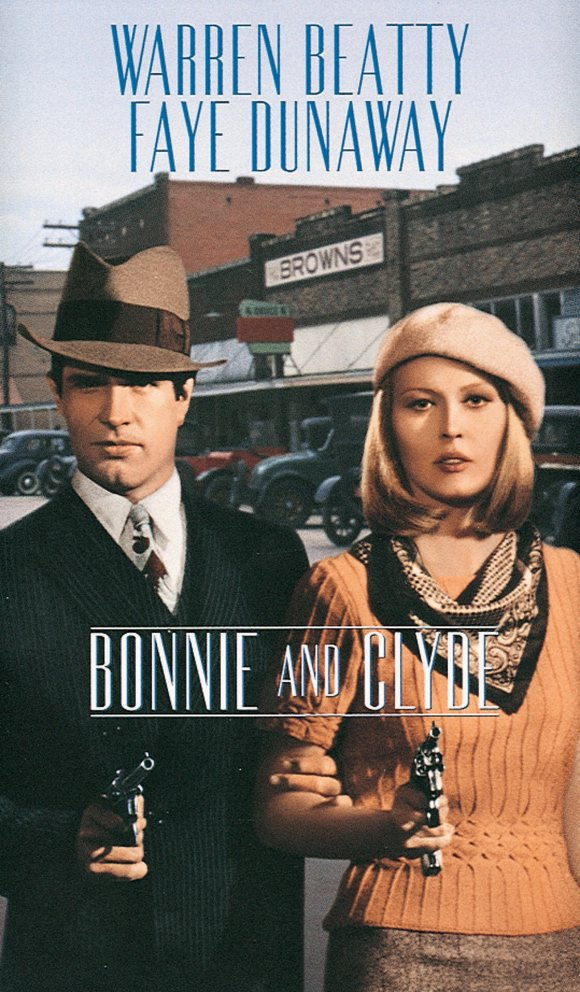 WARREN BEATTY
FAYE DUNAWAY
BROWNS
BONNIE AND CLYDE